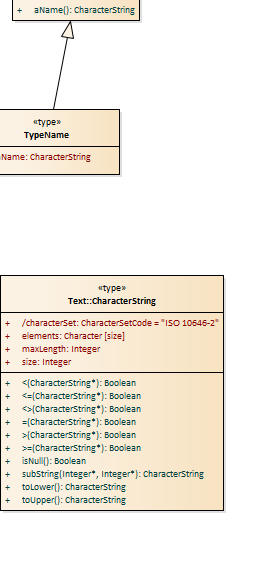 + aName(): CharacterString
«type»
TypeName
aName: CharacterString
«type»
Text::CharacterString
+ /characterSet: CharacterSetCode = "ISO 10646-2"
+ elements: Character [size]
+ maxLength: Integer
+ size: Integer
+ <(CharacterString*): Boolean
+ <=(CharacterString*): Boolean
+ <>(CharacterString*): Boolean
+ =(CharacterString*): Boolean
+ >(CharacterString*): Boolean
+ >=(CharacterString*): Boolean
+ isNull(): Boolean
+ subString(Integer*, Integer*): CharacterString
+ toLower(): CharacterString
+ toUpper(): CharacterString